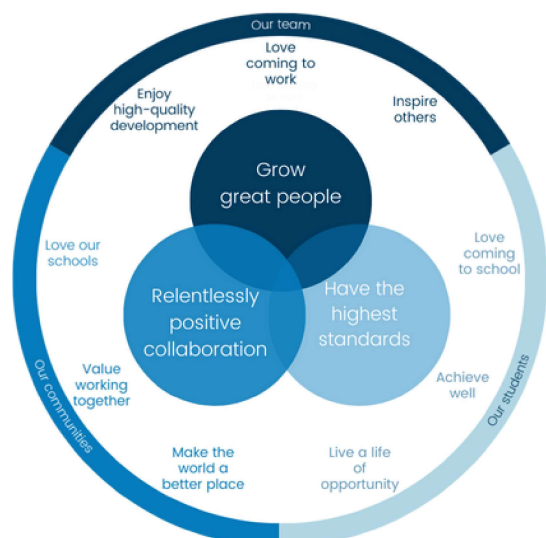 Our team
Love
coming to
work
Enjoy
high-quality
development
Inspire
others
Grow
great people
Love our
schools
Love
coming
to school
Relentlessly
positive
collaboration
Have the
highest
standards
Value
working
together
Achieve
well
Our communities
Our students
Make the
world a
better place
Live a life
of
opportunity